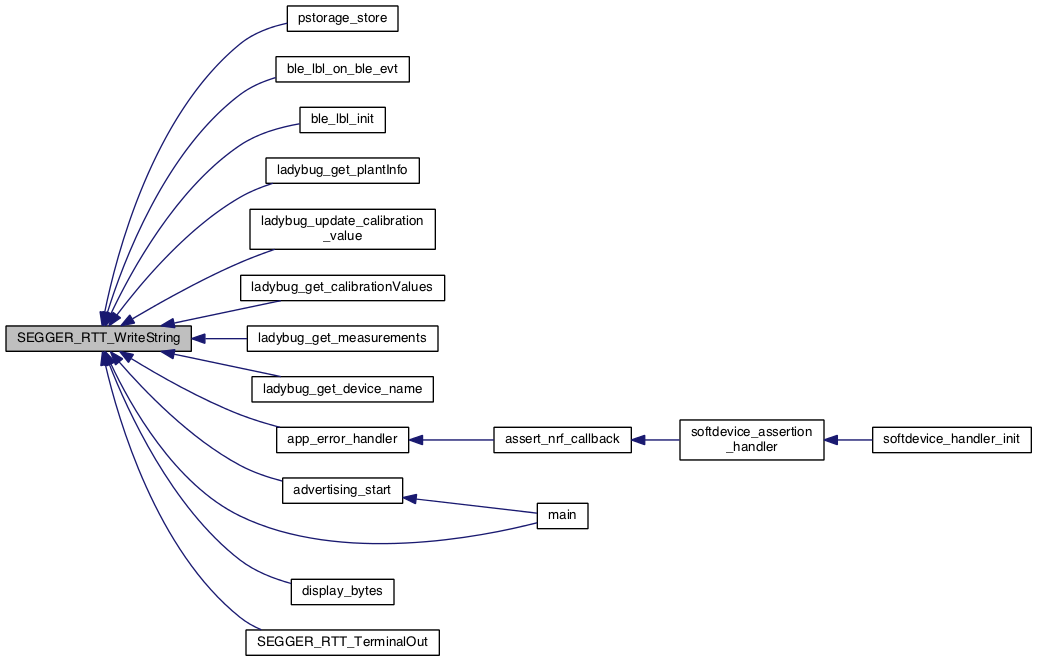 pstorage_store
ble_lbl_on_ble_evt
ble_lbl_init
ladybug_get_plantInfo
ladybug_update_calibration
_value
ladybug_get_calibrationValues
SEGGER_RTT_WriteString
ladybug_get_measurements
ladybug_get_device_name
app_error_handler
assert_nrf_callback
softdevice_assertion
_handler
softdevice_handler_init
advertising_start
main
display_bytes
SEGGER_RTT_TerminalOut